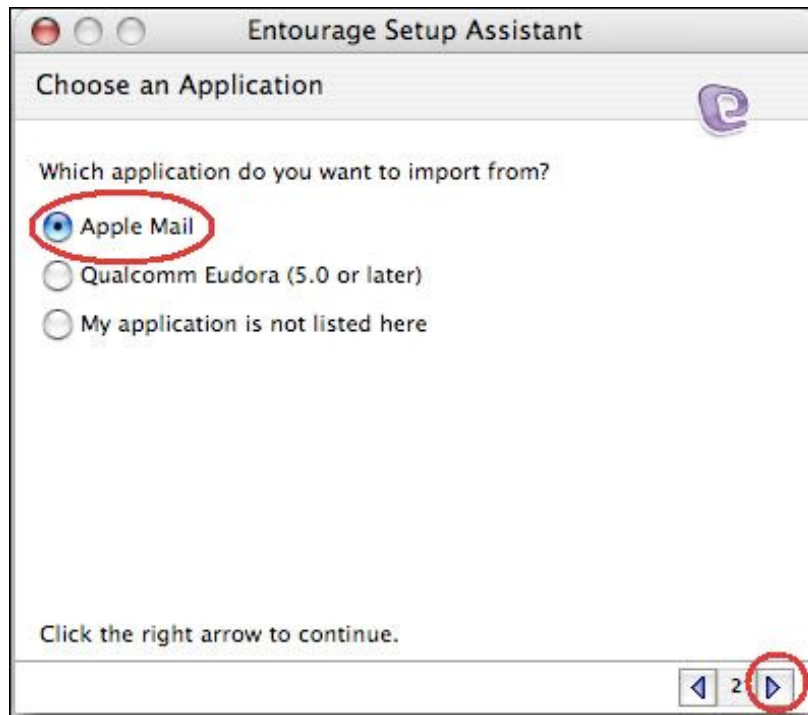 Entourage Setup Assistant
Choose an Application
Which application do you want to import from?
Apple Mail
Qualcomm Eudora (5.0 or later)
My application is not listed here
Click the right arrow to continue.
2